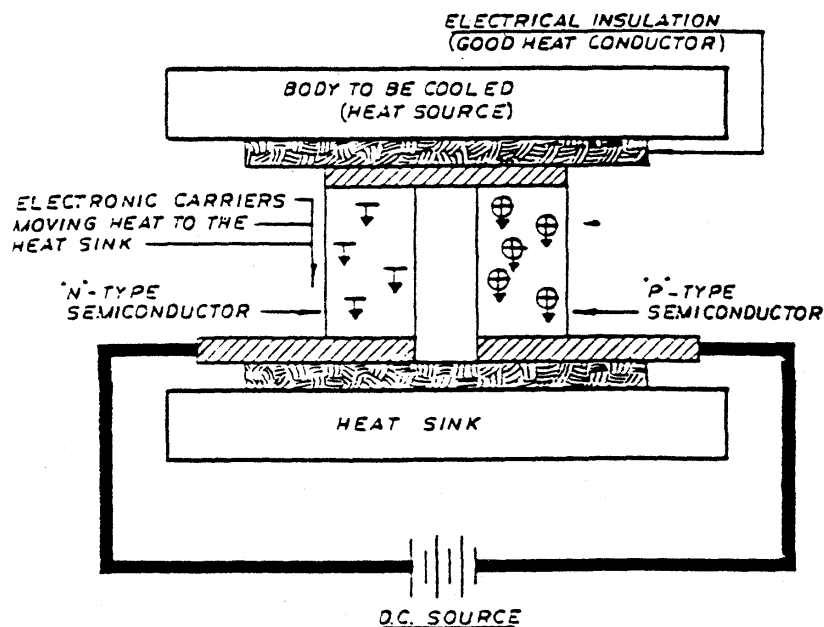 ELECTRICAL INSULATION
(GOOD HEAT CONDUCTOR)
BODY TO BE COOLED
(HEAT SOURCE)
ELECTRONIC CARRIERS
MOVING HEAT TO THE
HEAT SINK
"N"-TYPE
SEMICONDUCTOR
"P"-TYPE
SEMICONDUCTOR
HEAT SINK
D.C. SOURCE